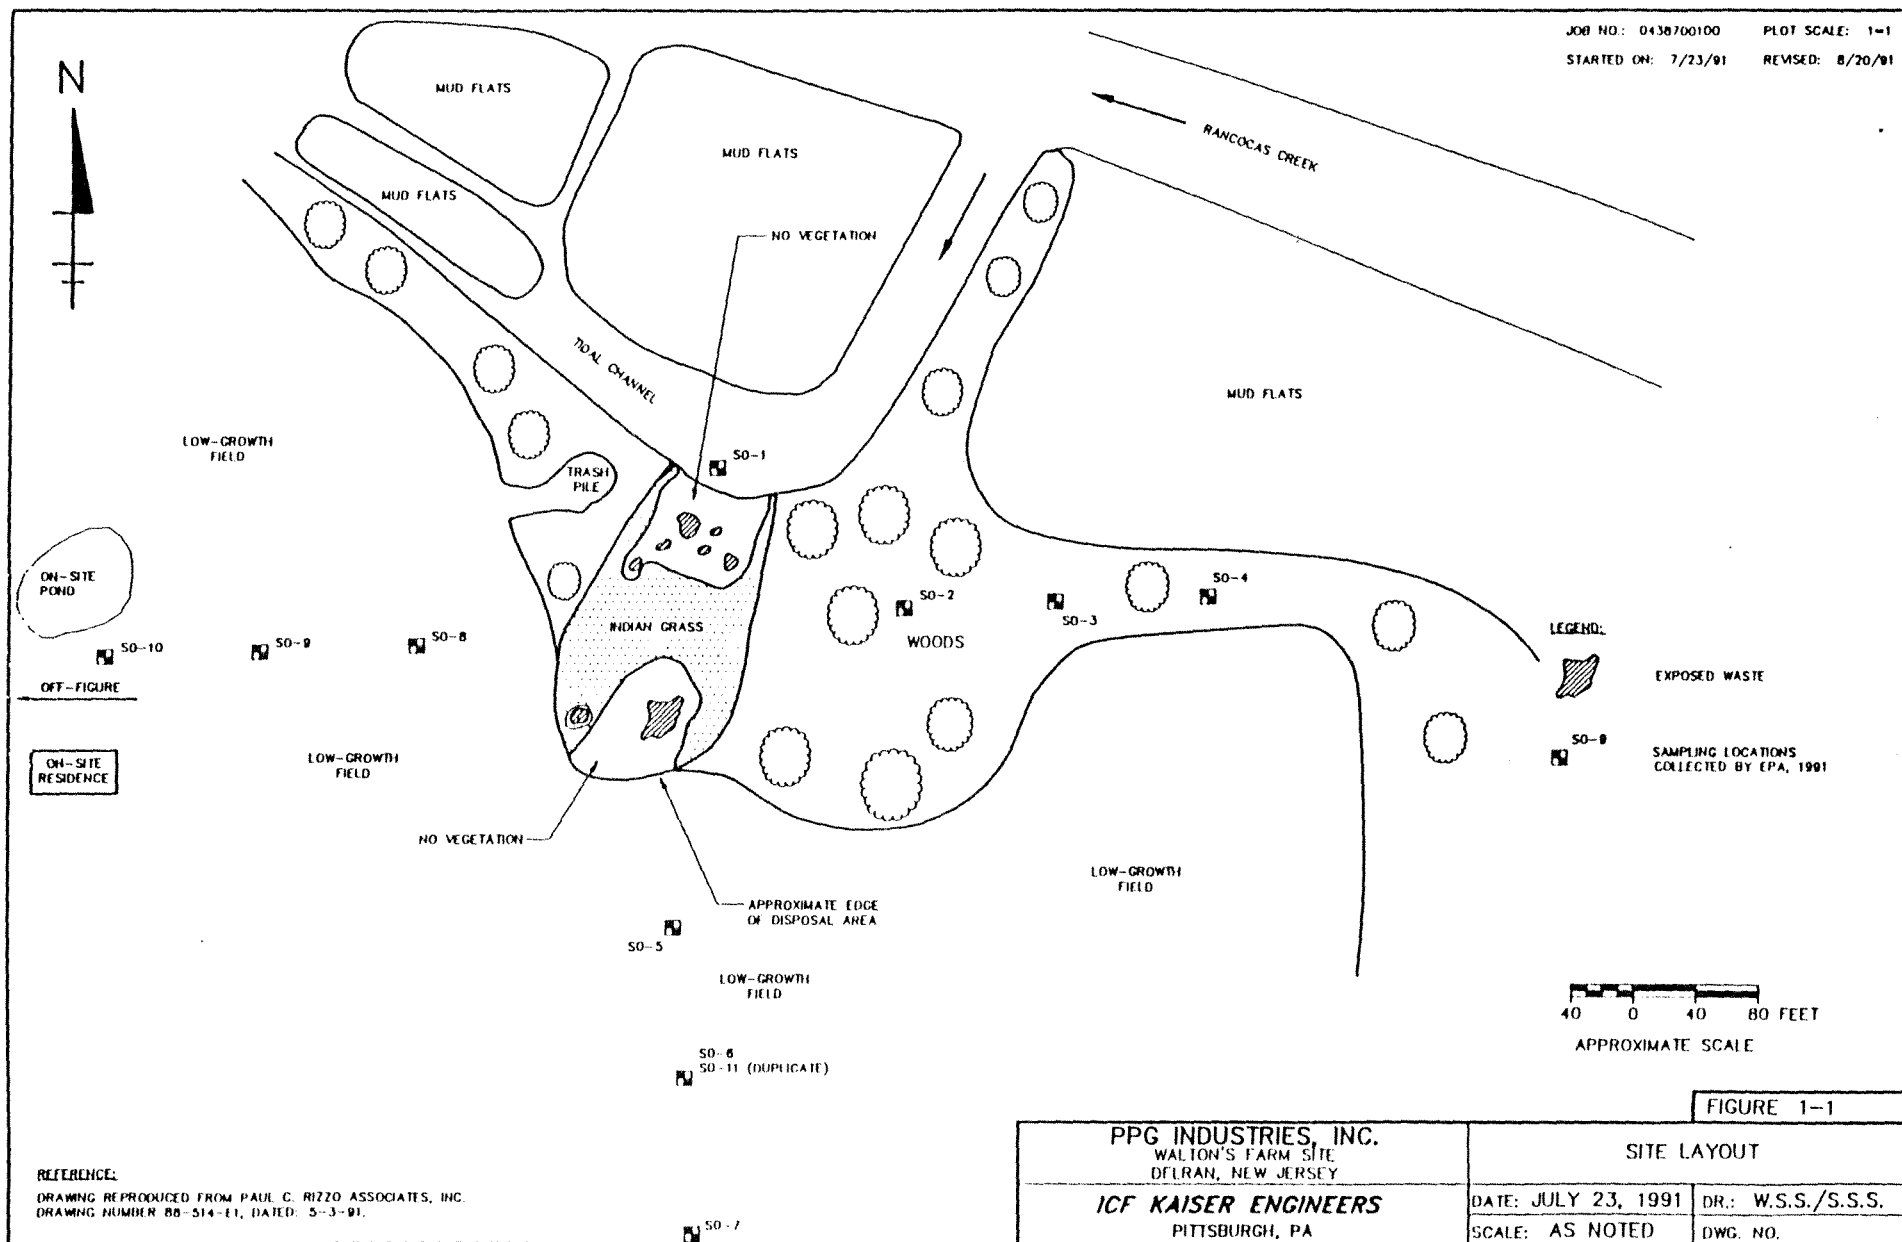 JOB NO.: 0438700100 PLOT SCALE: 1=1
STARTED ON: 7/23/91 REVISED: 8/20/91
N
MUD FLATS
MUD FLATS
MUD FLATS
RANCOCAS CREEK
NO VEGETATION
TIDAL CHANNEL
MUD FLATS
LOW-GROWTH
FIELD
TRASH
PILE
SO-1
ON-SITE
POND
SO-2
SO-3
SO-4
INDIAN GRASS
WOODS
SO-10
SO-9
SO-8
OFF-FIGURE
ON-SITE
RESIDENCE
LOW-GROWTH
FIELD
LEGEND:
EXPOSED WASTE
SO-9
SAMPLING LOCATIONS
COLLECTED BY EPA, 1991
NO VEGETATION
APPROXIMATE EDGE
OF DISPOSAL AREA
LOW-GROWTH
FIELD
SO-5
LOW-GROWTH
FIELD
40 0 40 80 FEET
APPROXIMATE SCALE
SO-6
SO-11 (DUPLICATE)
SO-7
REFERENCE:
DRAWING REPRODUCED FROM PAUL C. RIZZO ASSOCIATES, INC.
DRAWING NUMBER 88-514-E1, DATED: 5-3-91.
FIGURE 1-1
PPG INDUSTRIES, INC.
WALTON'S FARM SITE
DELRAN, NEW JERSEY
SITE LAYOUT
ICF KAISER ENGINEERS
PITTSBURGH, PA
DATE: JULY 23, 1991 DR.: W.S.S./S.S.S.
SCALE: AS NOTED DWG. NO.